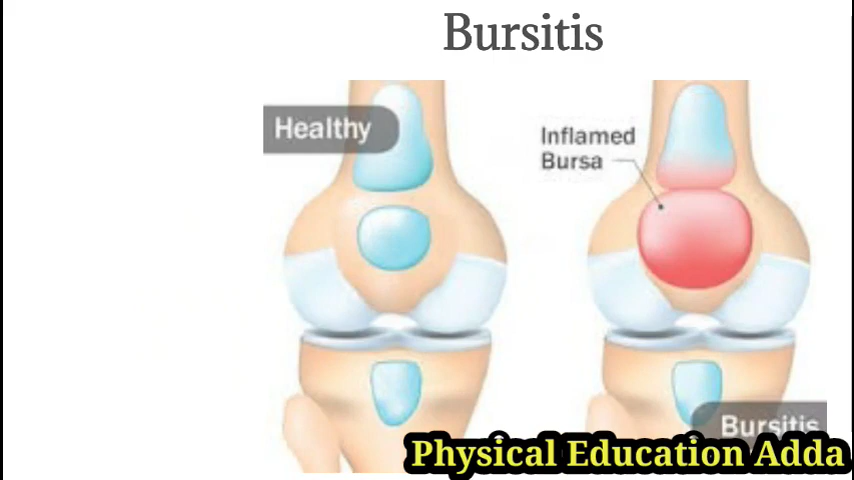 Bursitis
Healthy
Inflamed
Bursa
Bursitis
Physical Education Adda